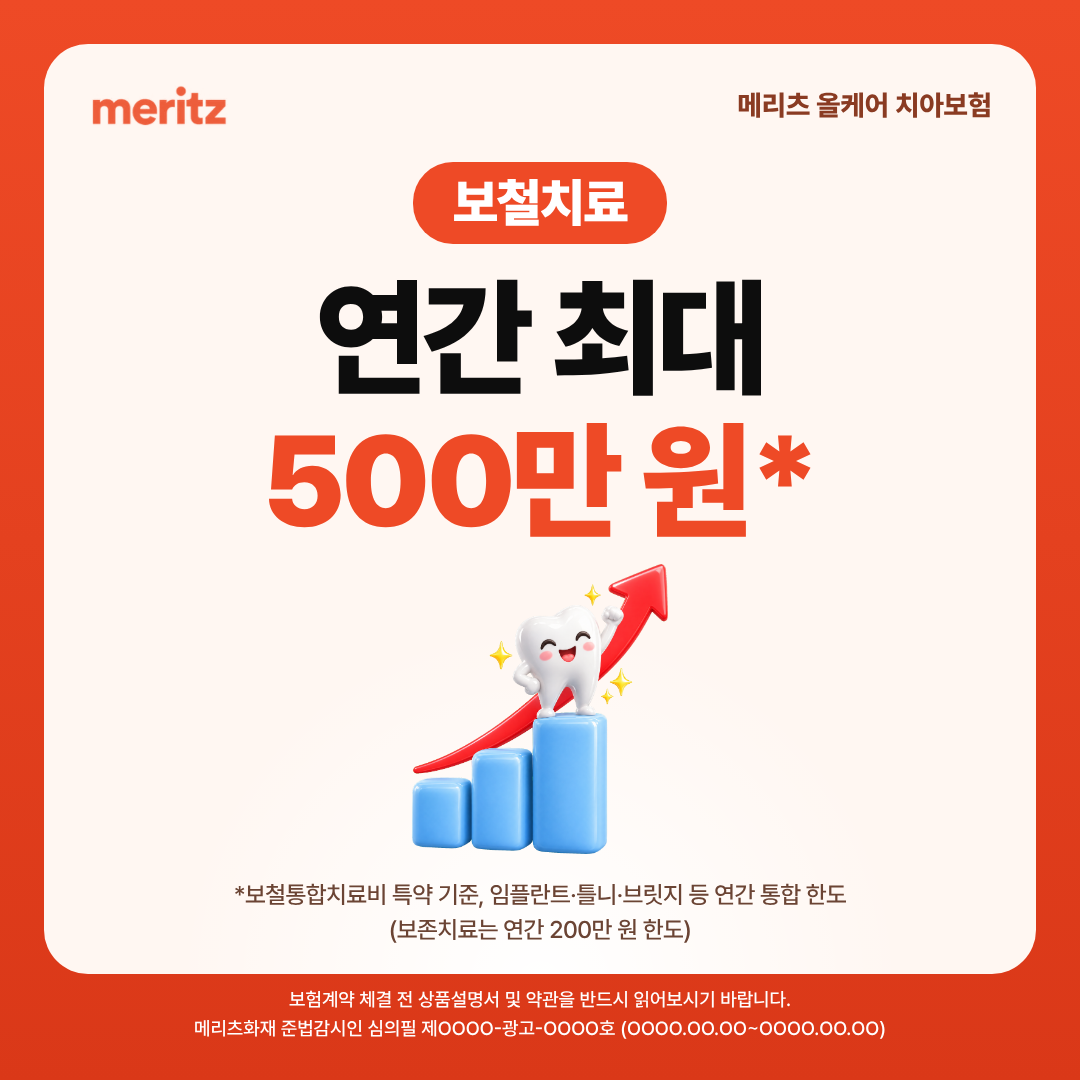 meritz
메리츠 올케어 치아보험
보철치료
연간 최대
500만 원*
*보철통합치료비 특약 기준, 임플란트·틀니·브릿지 등 연간 통합 한도
(보존치료는 연간 200만 원 한도)
보험계약 체결 전 상품설명서 및 약관을 반드시 읽어보시기 바랍니다.
메리츠화재 준법감시인 심의필 제OOOO-광고-OOOO호 (OOOO.OO.OO~OOOO.OO.OO)